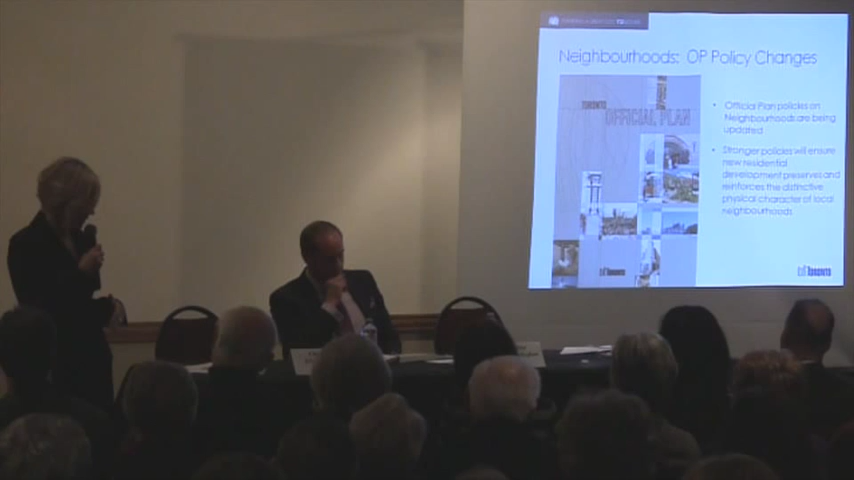 Neighbourhoods: OP Policy Changes
TORONTO
OFFICIAL PLAN
• Official Plan policies on
Neighbourhoods are being
updated
• Stronger policies will ensure
new residential
development preserves and
reinforces the distinctive
physical character of local
neighbourhoods
TORONTO
TORONTO